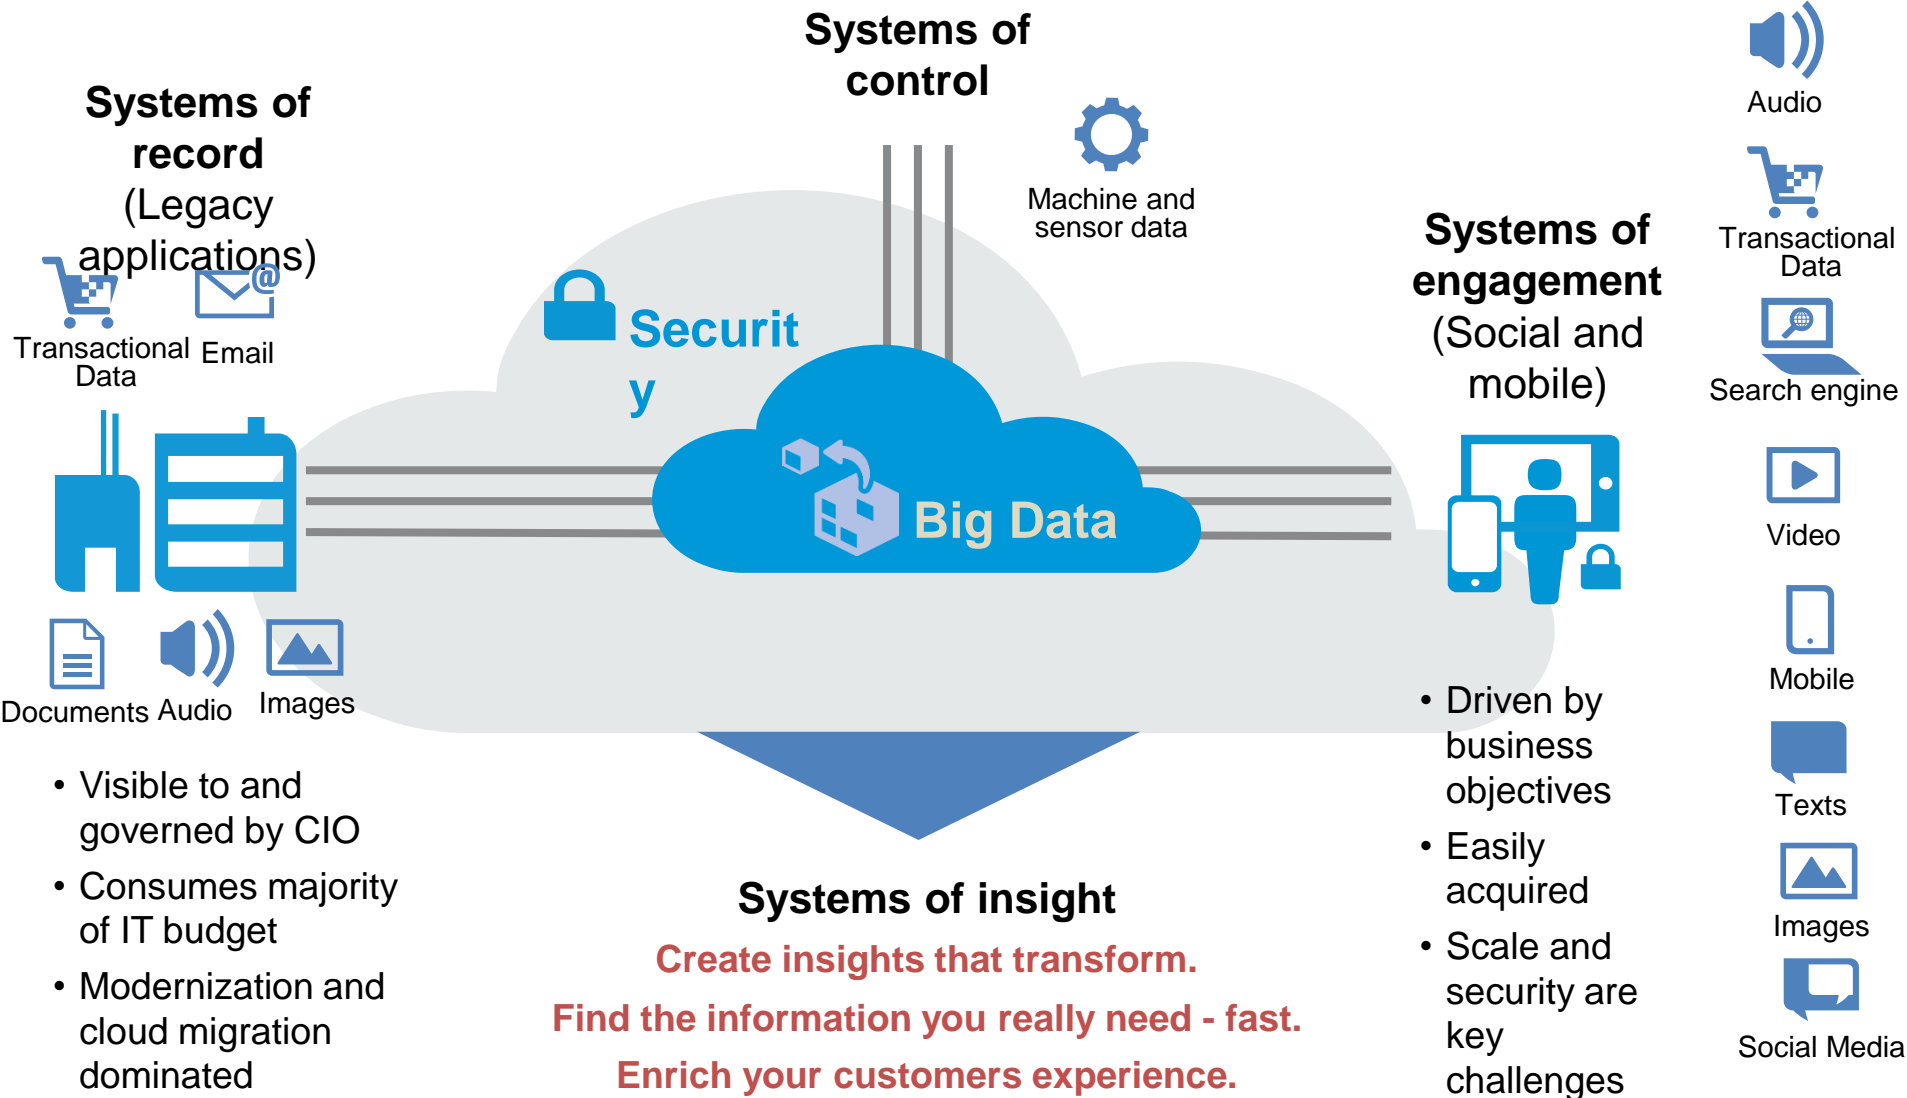 Systems of
record
(Legacy
applications)
Transactional
Data
Email
Documents
Audio
Images
• Visible to and
governed by CIO
• Consumes majority
of IT budget
• Modernization and
cloud migration
dominated
Systems of
control
Machine and
sensor data
Securit
y
Big Data
Systems of insight
Create insights that transform.
Find the information you really need - fast.
Enrich your customers experience.
Systems of
engagement
(Social and
mobile)
• Driven by
business
objectives
• Easily
acquired
• Scale and
security are
key
challenges
Audio
Transactional
Data
Search engine
Video
Mobile
Texts
Images
Social Media